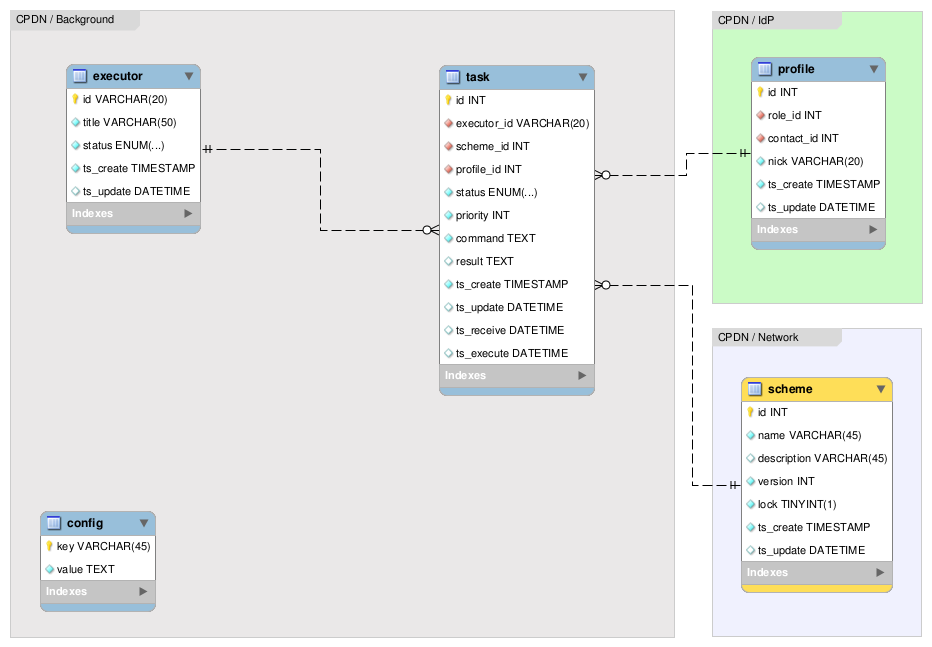 CPDN / Background
executor
id VARCHAR(20)
title VARCHAR(50)
status ENUM(...)
ts_create TIMESTAMP
ts_update DATETIME
Indexes
task
id INT
executor_id VARCHAR(20)
scheme_id INT
profile_id INT
status ENUM(...)
priority INT
command TEXT
result TEXT
ts_create TIMESTAMP
ts_update DATETIME
ts_receive DATETIME
ts_execute DATETIME
Indexes
config
key VARCHAR(45)
value TEXT
Indexes
CPDN / IdP
profile
id INT
role_id INT
contact_id INT
nick VARCHAR(20)
ts_create TIMESTAMP
ts_update DATETIME
Indexes
CPDN / Network
scheme
id INT
name VARCHAR(45)
description VARCHAR(45)
version INT
lock TINYINT(1)
ts_create TIMESTAMP
ts_update DATETIME
Indexes